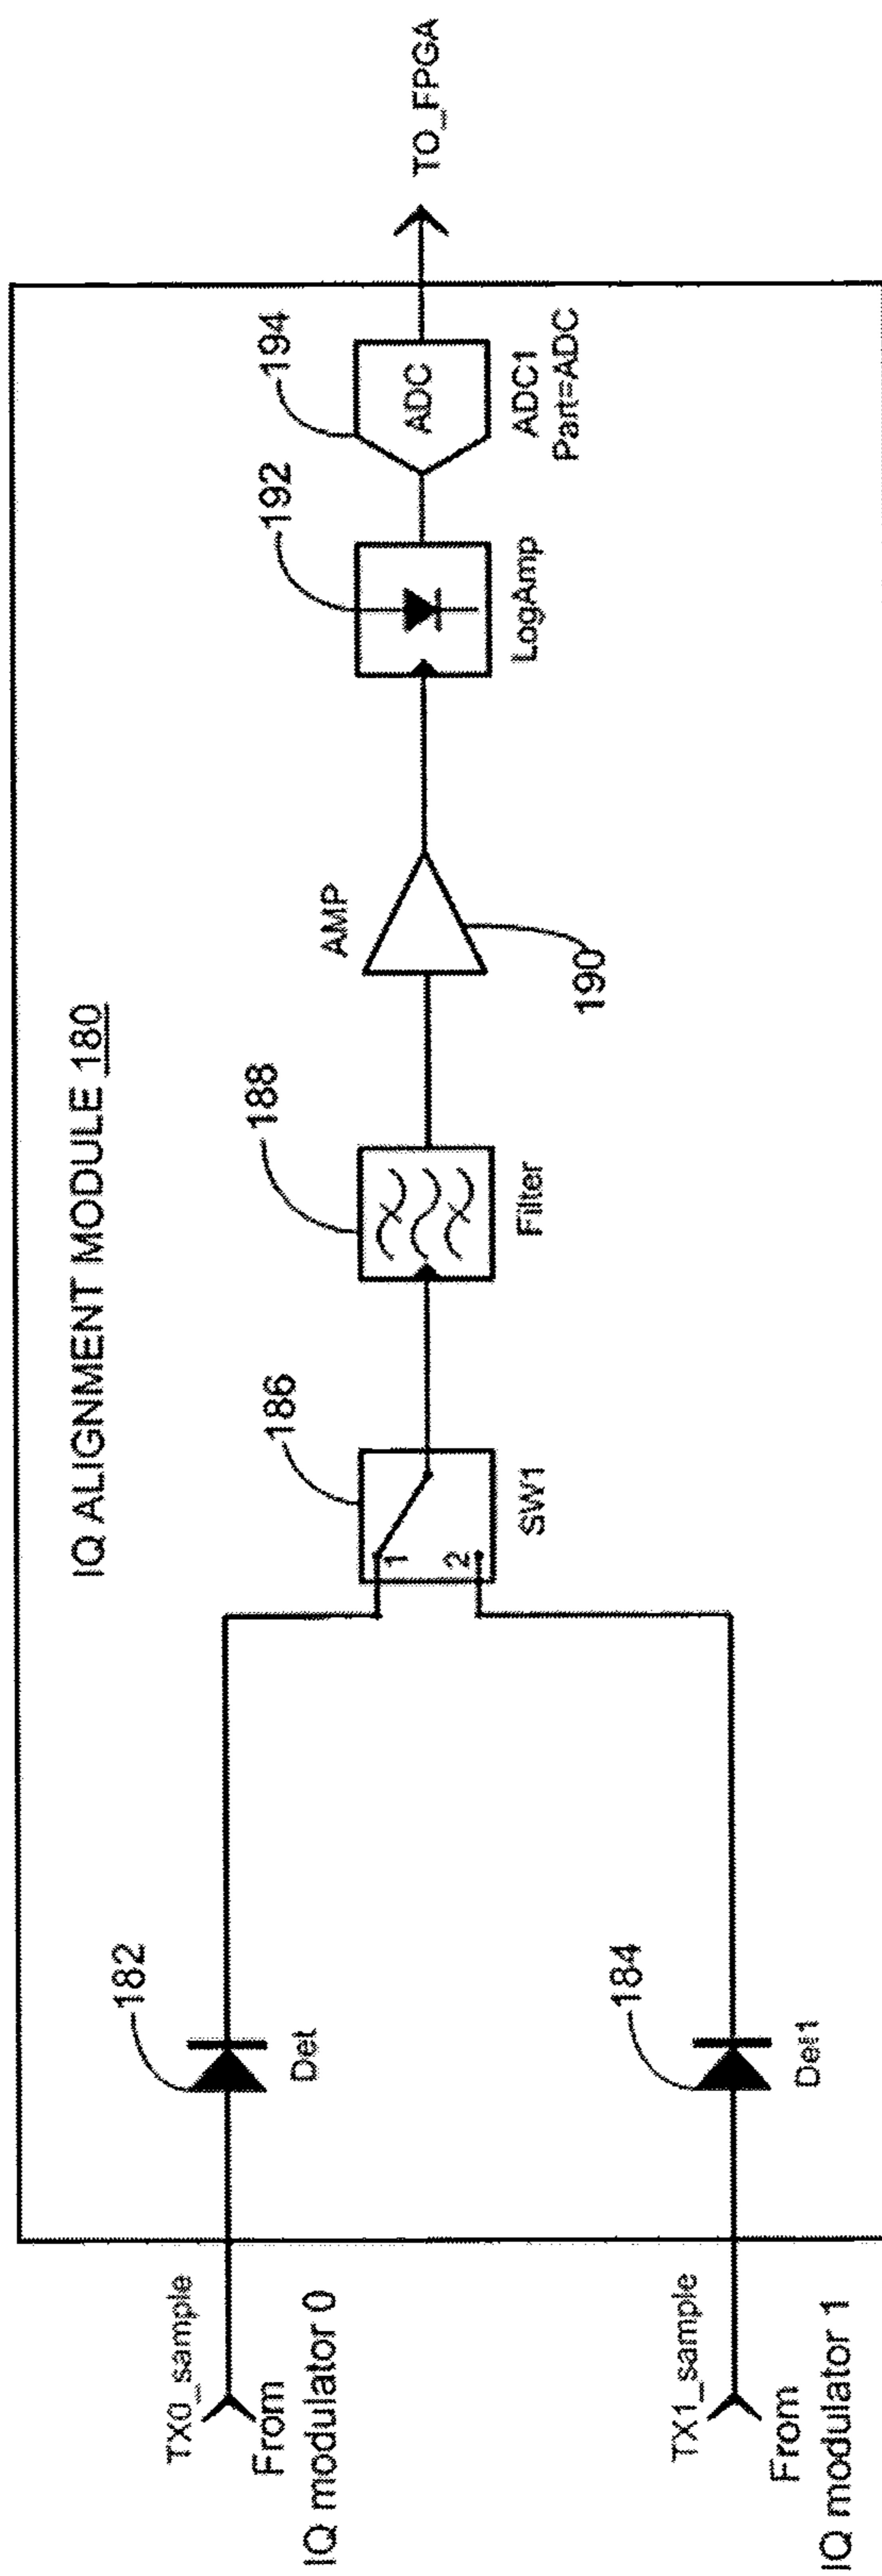 IQ ALIGNMENT MODULE 180
TX0_sample
From
IQ modulator 0
182
Det
TX1_sample
From
IQ modulator 1
184
Det1
186
1
2
SW1
188
Filter
AMP
190
192
LogAmp
194
ADC
ADC1
Part=ADC
TO_FPGA